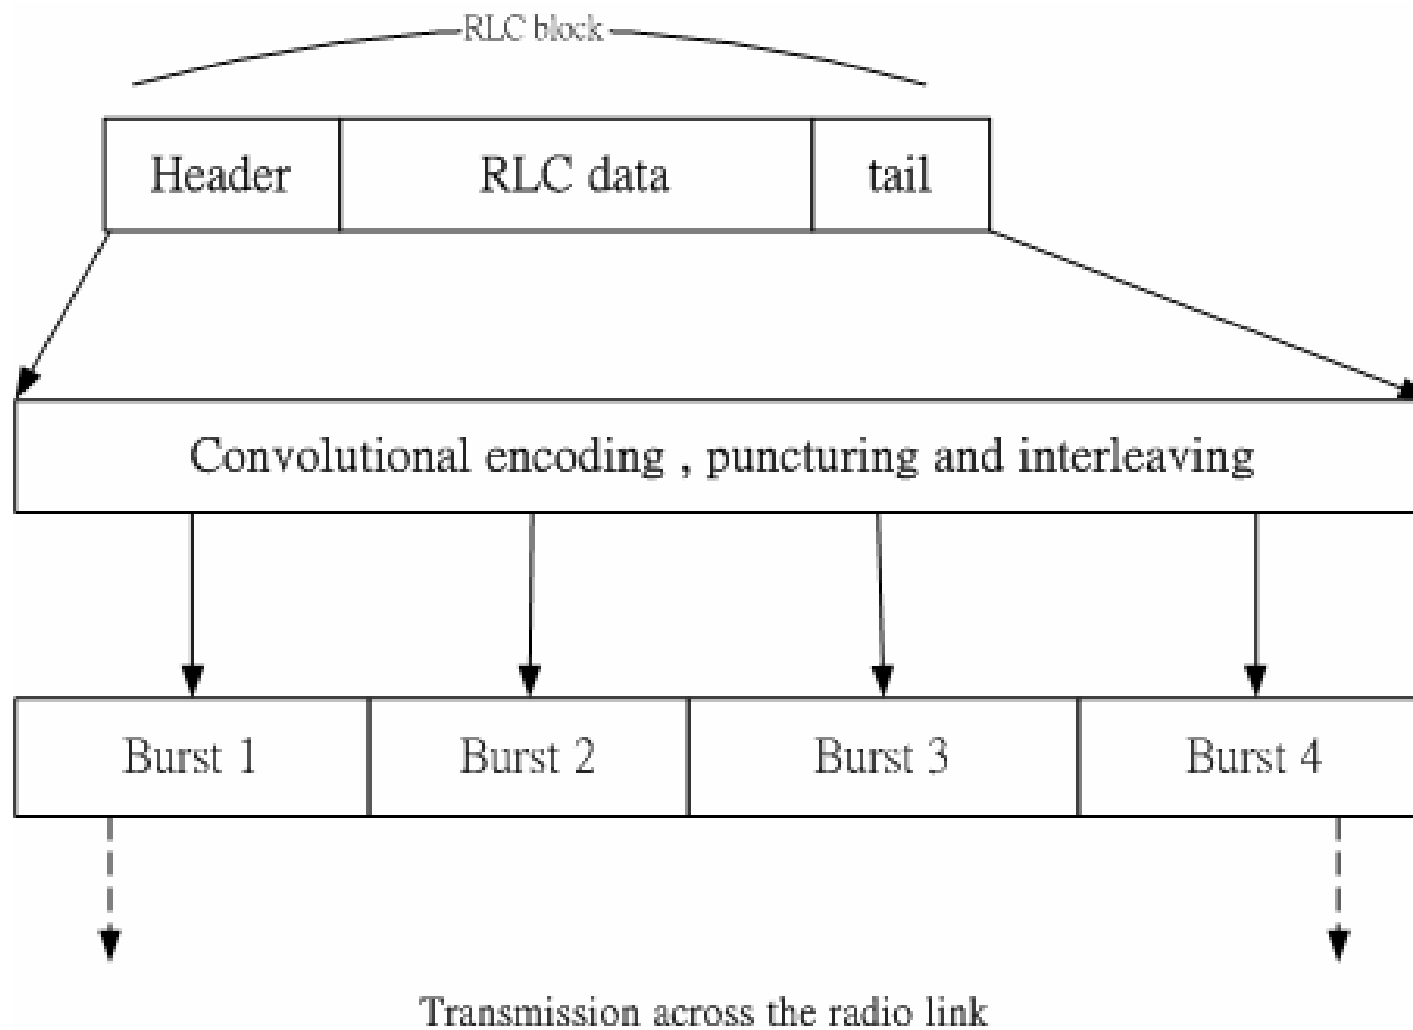 RLC block
Header RLC data tail
Convolutional encoding , puncturing and interleaving
Burst 1 Burst 2 Burst 3 Burst 4
Transmission across the radio link